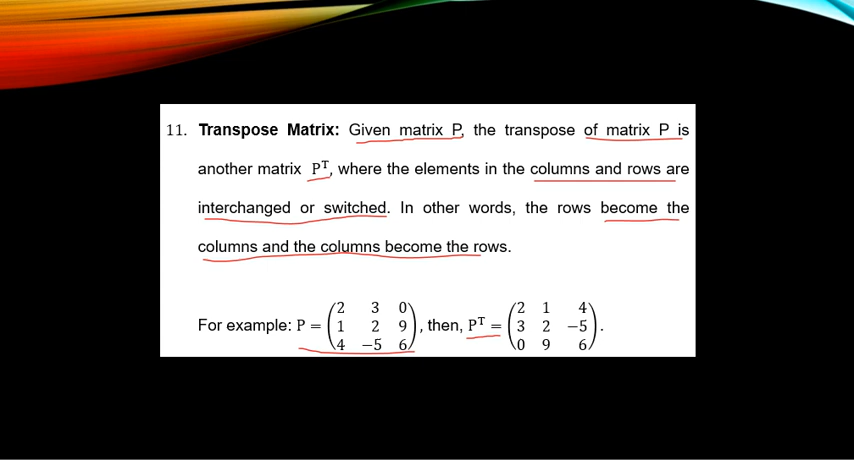 11. Transpose Matrix: Given matrix P, the transpose of matrix P is
another matrix Pᵀ, where the elements in the columns and rows are
interchanged or switched. In other words, the rows become the
columns and the columns become the rows.
For example: P = (2 3 0; 1 2 9; 4 −5 6), then, Pᵀ = (2 1 4; 3 2 −5; 0 9 6).